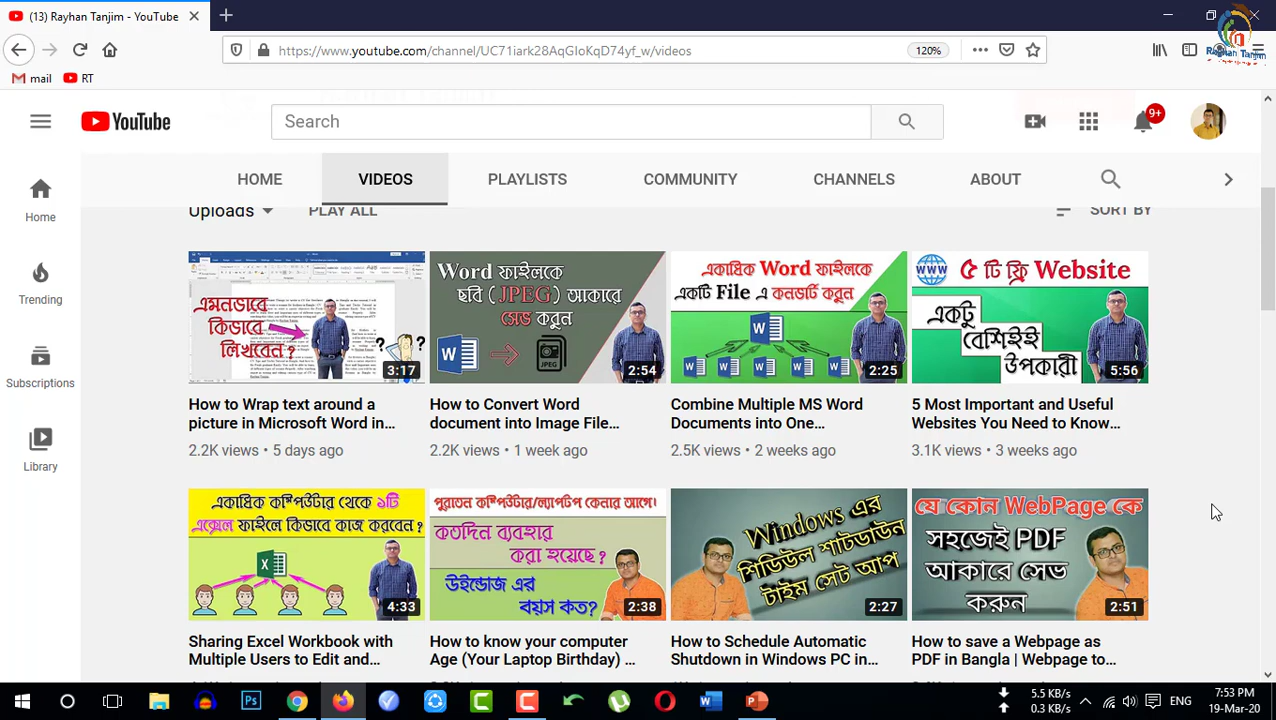 (13) Rayhan Tanjim - YouTube
Rayhan Tanjim
https://www.youtube.com/channel/UC71iark28AqGIoKqD74yf_w/videos
120%
mail
RT
YouTube
Search
9+
HOME
VIDEOS
PLAYLISTS
COMMUNITY
CHANNELS
ABOUT
Home
Trending
Subscriptions
Library
Uploads
PLAY ALL
SORT BY
এমনভাবে
কিভাবে
লিখবেন?
3:17
Word ফাইলকে
ছবি (JPEG) আকারে
সেভ করুন
JPEG
2:54
একাধিক Word ফাইলকে
একটি File এ কনভার্ট করুন
2:25
WWW
৫ টি ফ্রি Website
একটু
বেশিইই
উপকারী
5:56
How to Wrap text around a
picture in Microsoft Word in...
2.2K views • 5 days ago
How to Convert Word
document into Image File...
2.2K views • 1 week ago
Combine Multiple MS Word
Documents into One...
2.5K views • 2 weeks ago
5 Most Important and Useful
Websites You Need to Know...
3.1K views • 3 weeks ago
একাধিক কম্পিউটার থেকে ১টি
এক্সেল ফাইলে কিভাবে কাজ করবেন?
4:33
পুরাতন কম্পিউটার/ল্যাপটপ কেনার আগে!
কতদিন ব্যবহার
করা হয়েছে?
উইন্ডোজ এর
বয়স কত?
2:38
Windows এর
শিডিউল শাটডাউন
টাইম সেট আপ
2:27
যে কোন WebPage কে
সহজেই PDF
আকারে সেভ
করুন
2:51
Sharing Excel Workbook with
Multiple Users to Edit and...
How to know your computer
Age (Your Laptop Birthday) ...
How to Schedule Automatic
Shutdown in Windows PC in...
How to save a Webpage as
PDF in Bangla | Webpage to...
5.5 KB/s
0.3 KB/s
ENG
7:53 PM
19-Mar-20